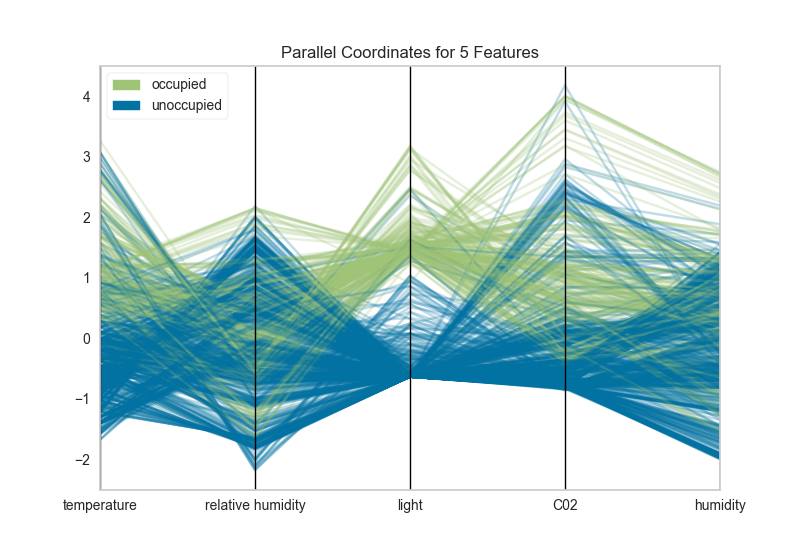 Parallel Coordinates for 5 Features
occupied
unoccupied
4
3
2
1
0
−1
−2
temperature relative humidity light C02 humidity